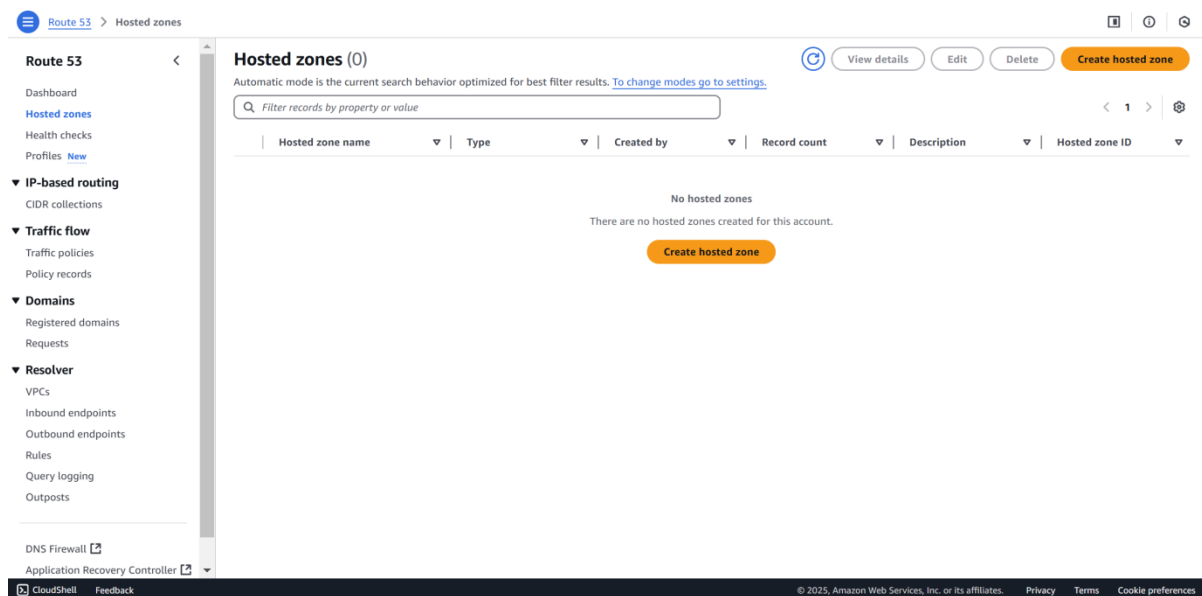 Route 53 > Hosted zones
Route 53
Dashboard
Hosted zones
Health checks
Profiles New
IP-based routing
CIDR collections
Traffic flow
Traffic policies
Policy records
Domains
Registered domains
Requests
Resolver
VPCs
Inbound endpoints
Outbound endpoints
Rules
Query logging
Outposts
DNS Firewall
Application Recovery Controller
Hosted zones (0)
View details Edit Delete Create hosted zone
Automatic mode is the current search behavior optimized for best filter results. To change modes go to settings.
Filter records by property or value
< 1 >
Hosted zone name Type Created by Record count Description Hosted zone ID
No hosted zones
There are no hosted zones created for this account.
Create hosted zone
CloudShell Feedback © 2025, Amazon Web Services, Inc. or its affiliates. Privacy Terms Cookie preferences